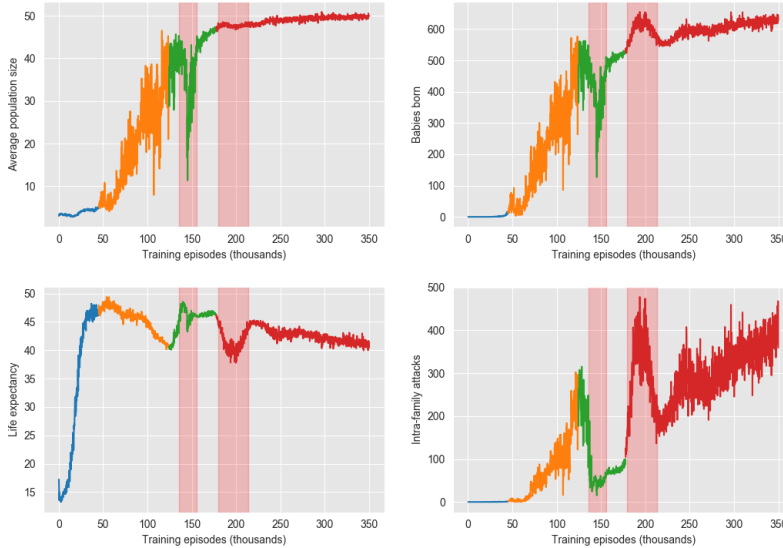 50
40
30
20
10
Average population size
0 50 100 150 200 250 300 350
Training episodes (thousands)
600
500
400
300
200
100
0
Babies born
0 50 100 150 200 250 300 350
Training episodes (thousands)
50
45
40
35
30
25
20
15
Life expectancy
0 50 100 150 200 250 300 350
Training episodes (thousands)
500
400
300
200
100
0
Intra-family attacks
0 50 100 150 200 250 300 350
Training episodes (thousands)